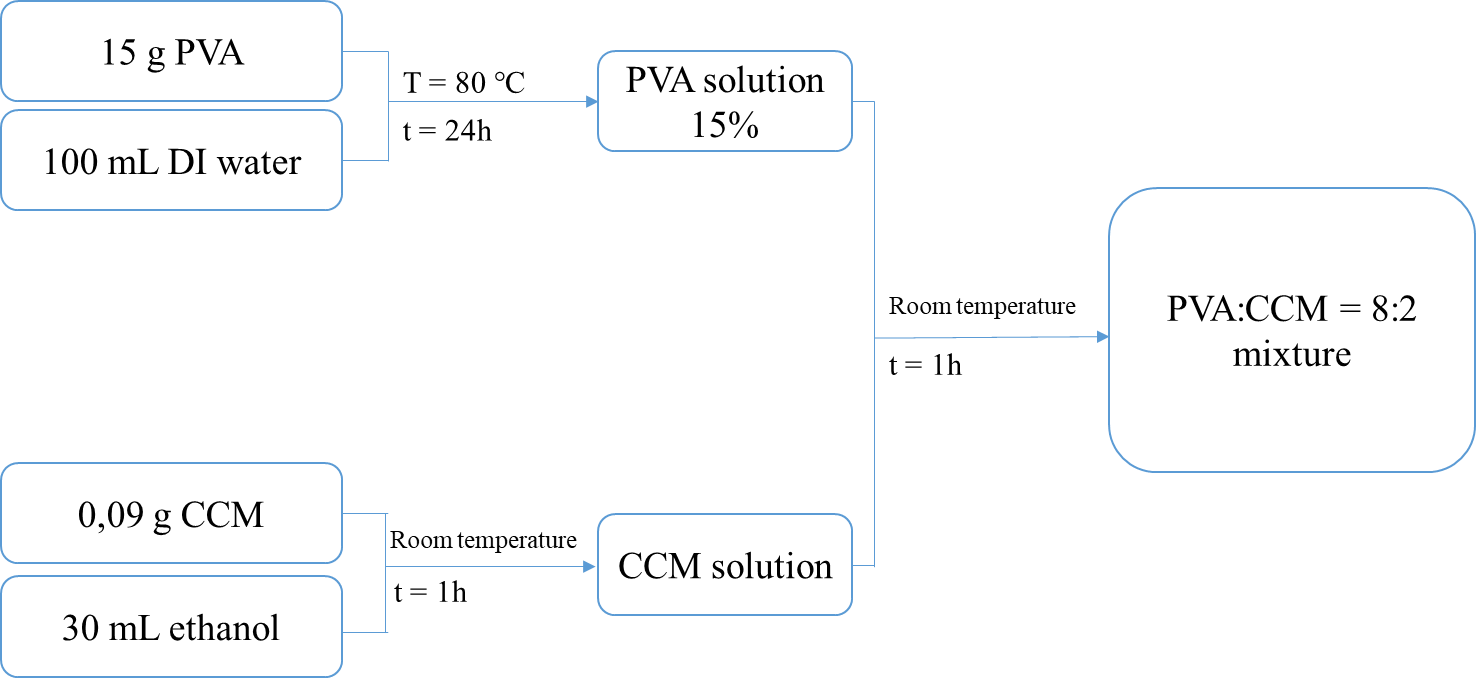 15 g PVA
100 mL DI water
T = 80 °C
t = 24h
PVA solution
15%
0,09 g CCM
30 mL ethanol
Room temperature
t = 1h
CCM solution
Room temperature
t = 1h
PVA:CCM = 8:2
mixture